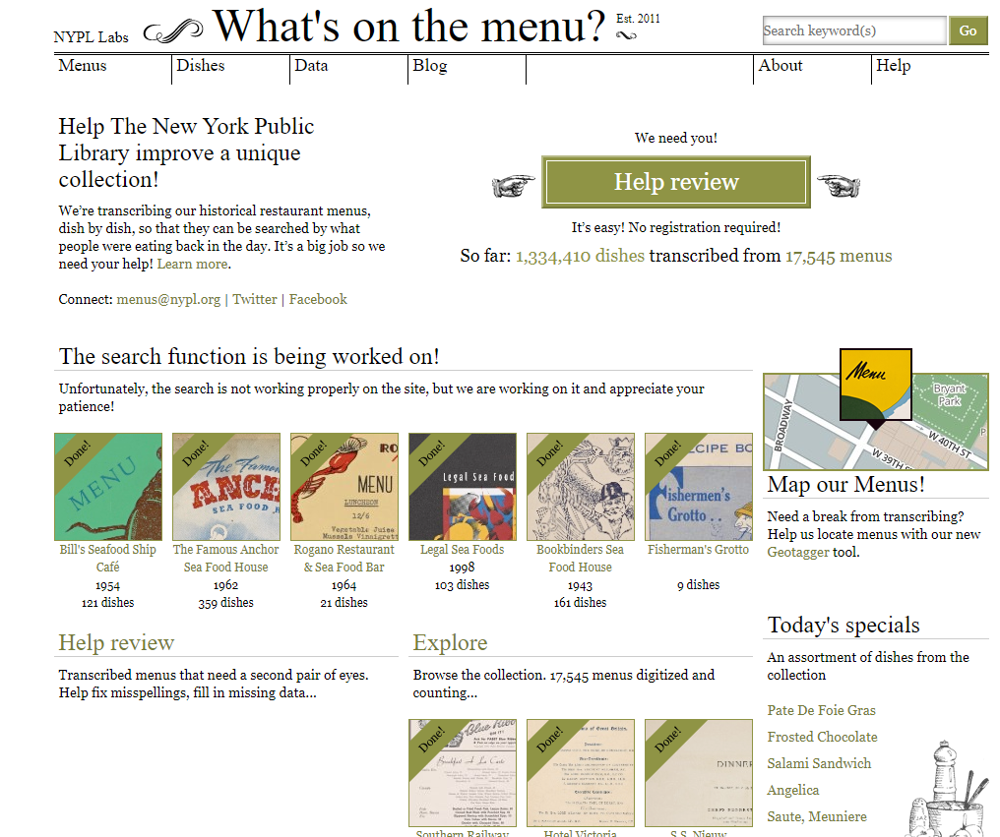 NYPL Labs
What's on the menu?
Est. 2011
Search keyword(s)
Go
Menus
Dishes
Data
Blog
About
Help
Help The New York Public
Library improve a unique
collection!
We're transcribing our historical restaurant menus,
dish by dish, so that they can be searched by what
people were eating back in the day. It's a big job so we
need your help! Learn more.
Connect: menus@nypl.org | Twitter | Facebook
We need you!
Help review
It's easy! No registration required!
So far: 1,334,410 dishes transcribed from 17,545 menus
The search function is being worked on!
Unfortunately, the search is not working properly on the site, but we are working on it and appreciate your
patience!
Done!
MENU
Bill's Seafood Ship
Café
1954
121 dishes
Done!
The Famous
ANCH
SEA FOOD H
The Famous Anchor
Sea Food House
1962
359 dishes
Done!
RO
MENU
LUNCHEON
12/6
Vegetable Juice
Mussels Vinaigrett
Rogano Restaurant
& Sea Food Bar
1964
21 dishes
Done!
Legal Sea Food
Legal Sea Foods
1998
103 dishes
Done!
Bookbinders Sea
Food House
1943
161 dishes
Done!
ECIPE BO
Fishermen's
Grotto..
Fisherman's Grotto
9 dishes
Menu
Bryant
Park
BROADWAY
W 40TH ST
W 39TH S
P
Map our Menus!
Need a break from transcribing?
Help us locate menus with our new
Geotagger tool.
Help review
Transcribed menus that need a second pair of eyes.
Help fix misspellings, fill in missing data...
Explore
Browse the collection. 17,545 menus digitized and
counting...
Done!
Blue Ri
Breakfast A La Carte
Southern Railway
Done!
of Great Britain.
Hotel Victoria
Done!
DINNER
S.S. Nieuw
Today's specials
An assortment of dishes from the
collection
Pate De Foie Gras
Frosted Chocolate
Salami Sandwich
Angelica
Saute, Meuniere